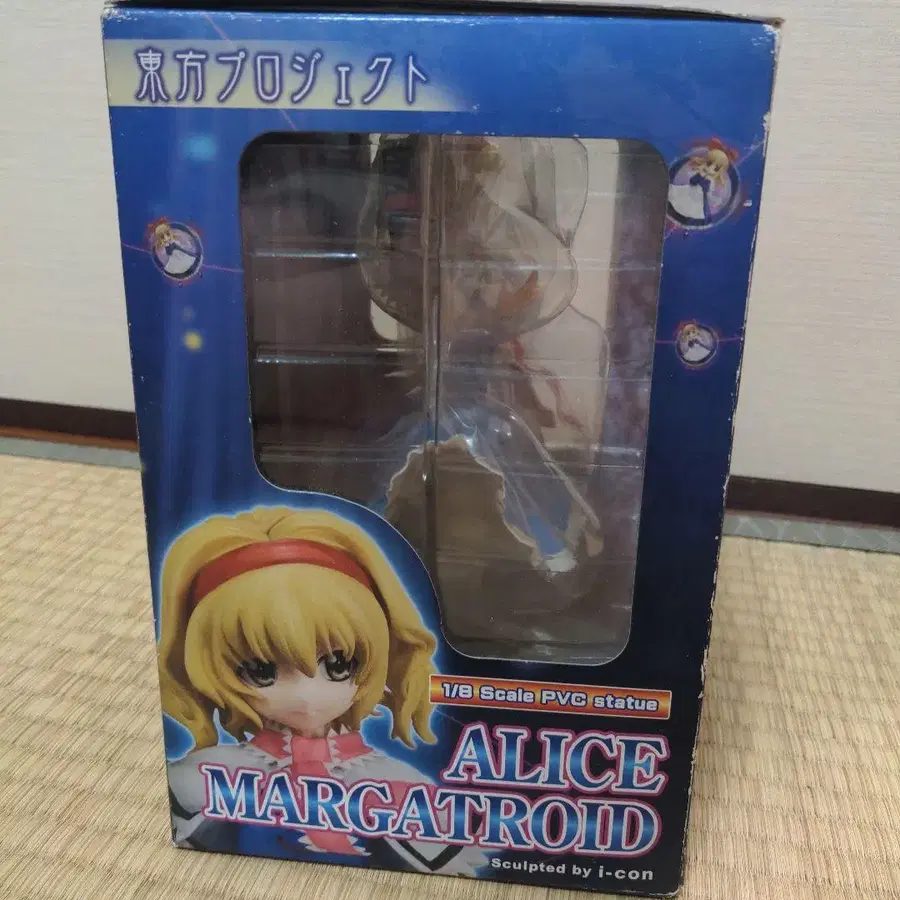 東方プロジェクト
1/8 Scale PVC statue
ALICE
MARGATROID
Sculpted by i-con